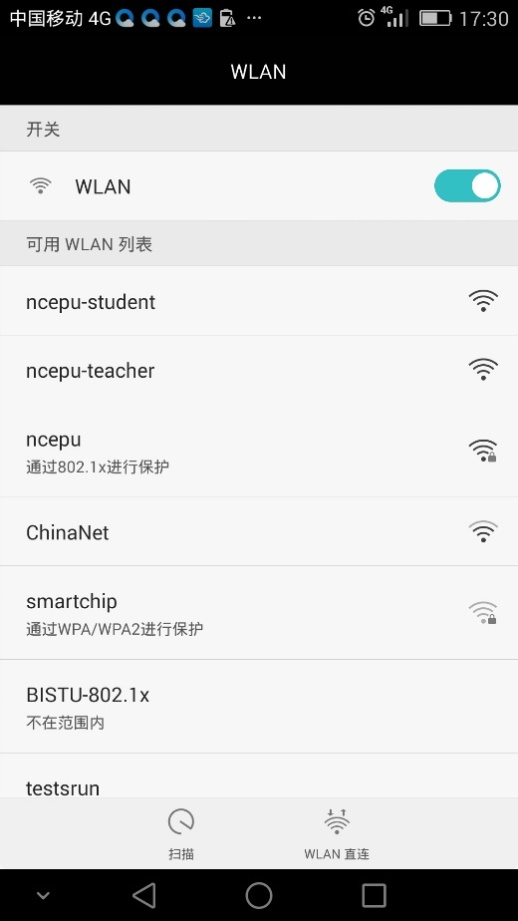 中国移动 4G ... 4G 17:30
WLAN
开关
WLAN
可用 WLAN 列表
ncepu-student
ncepu-teacher
ncepu
通过802.1x进行保护
ChinaNet
smartchip
通过WPA/WPA2进行保护
BISTU-802.1x
不在范围内
testsrun
扫描 WLAN 直连